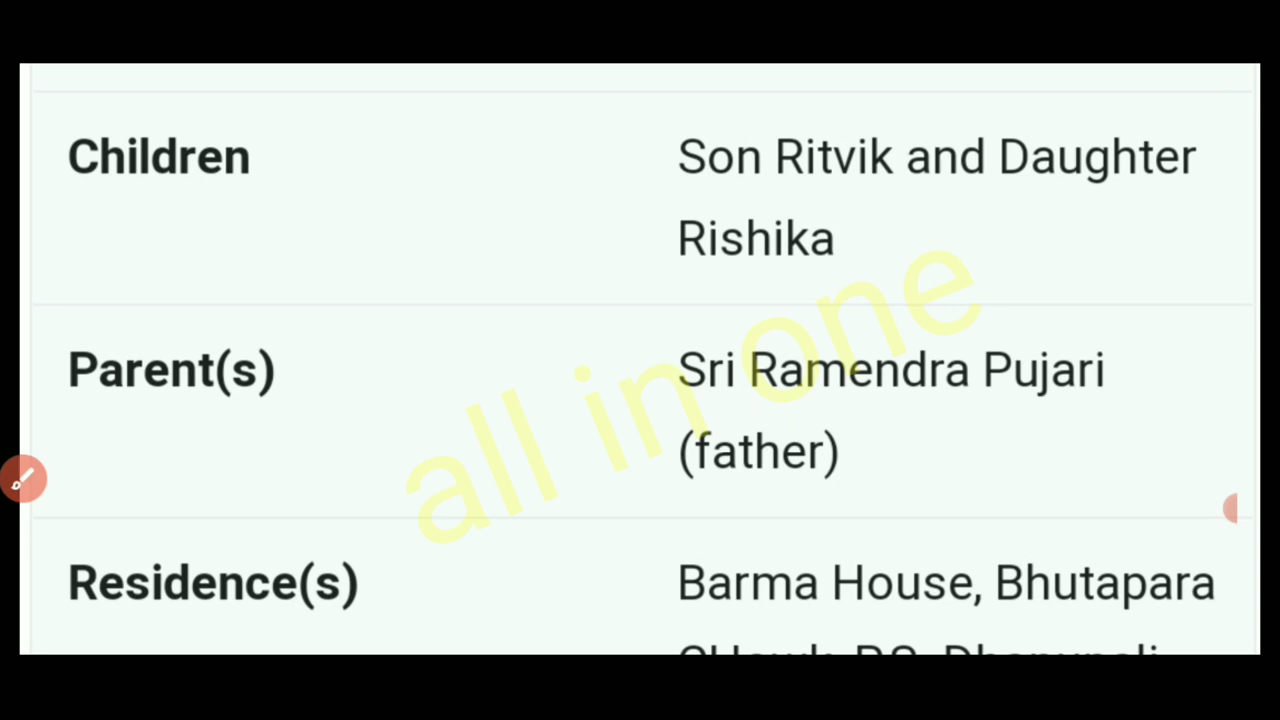 Children
Son Ritvik and Daughter
Rishika
Parent(s)
Sri Ramendra Pujari
(father)
Residence(s)
Barma House, Bhutapara
all in one